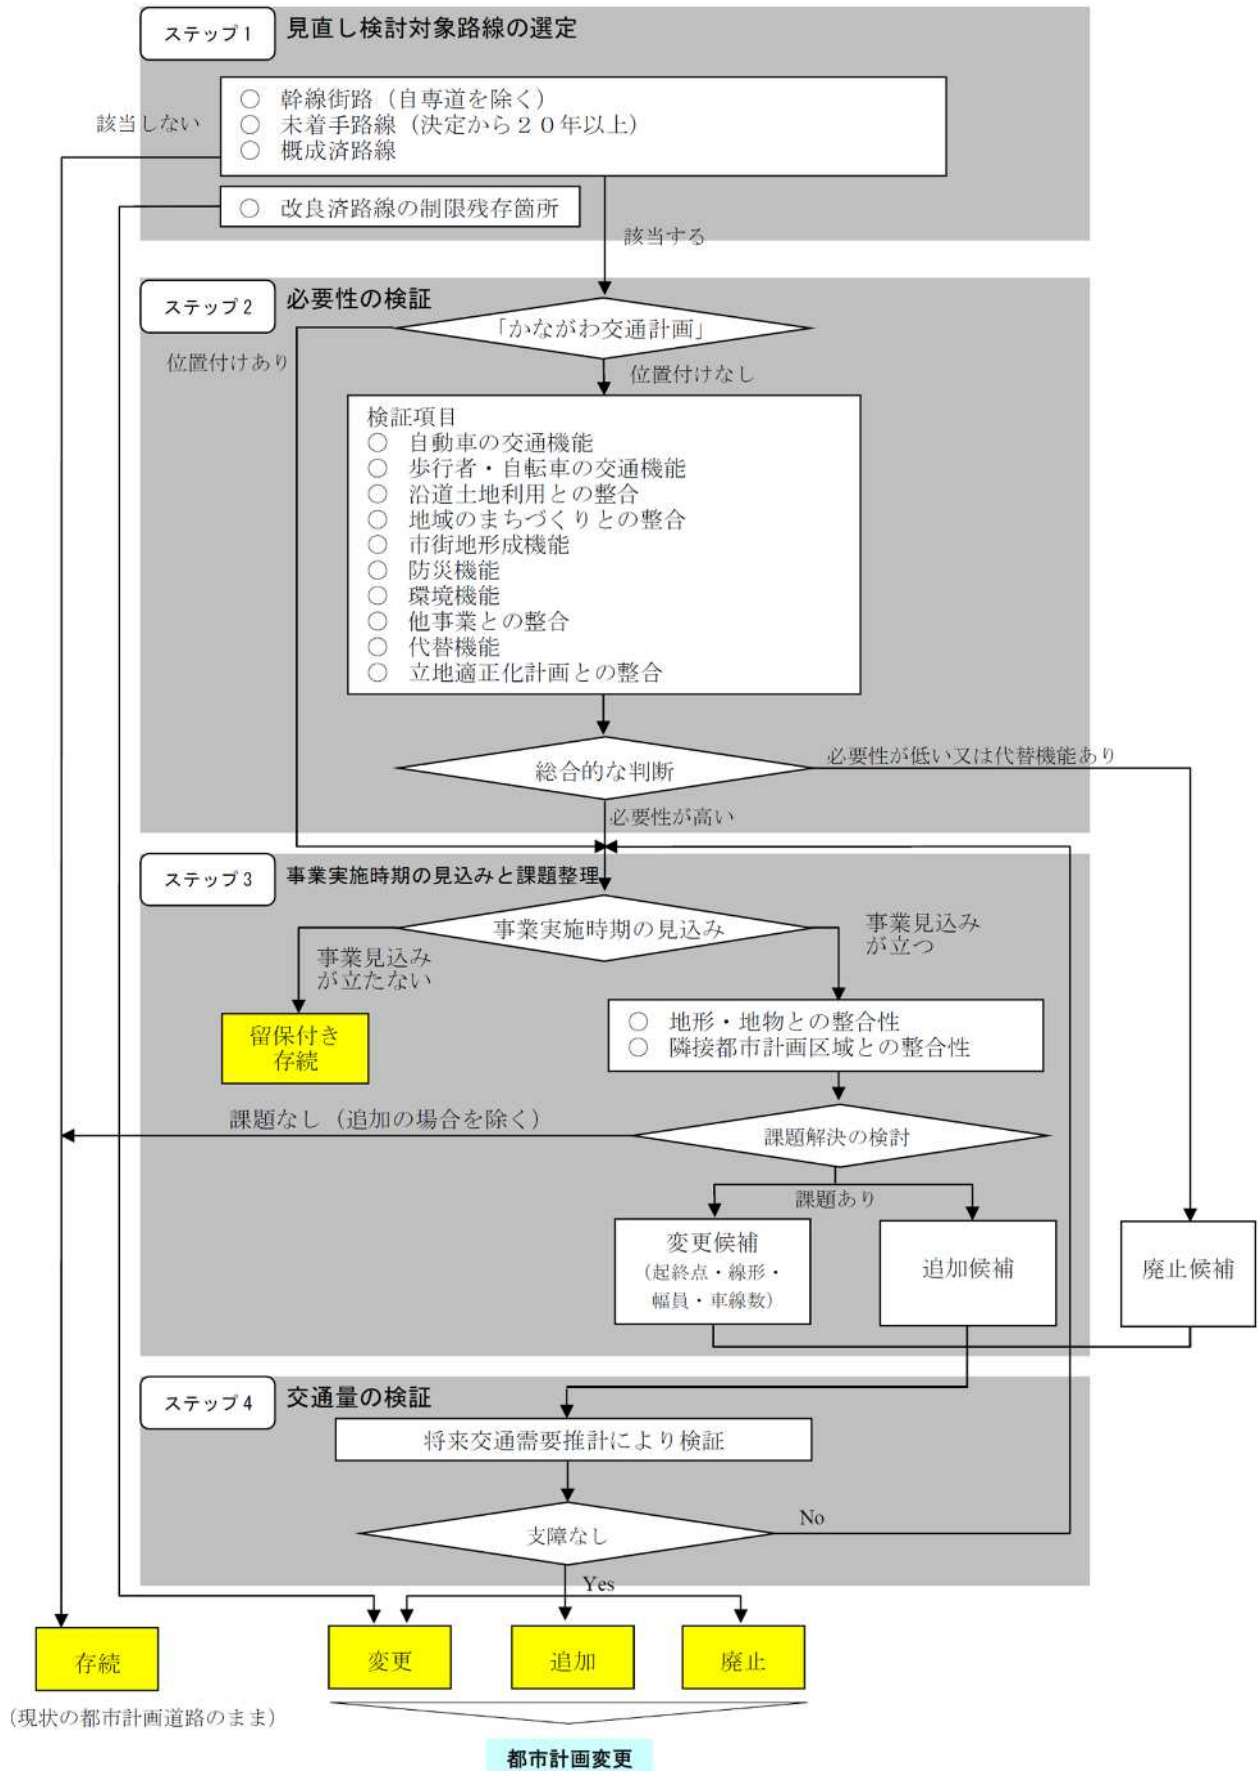 ステップ1
見直し検討対象路線の選定
○ 幹線街路（自専道を除く）
○ 未着手路線（決定から２０年以上）
○ 概成済路線
該当しない
○ 改良済路線の制限残存箇所
該当する
ステップ2
必要性の検証
「かながわ交通計画」
位置付けあり
位置付けなし
検証項目
○ 自動車の交通機能
○ 歩行者・自転車の交通機能
○ 沿道土地利用との整合
○ 地域のまちづくりとの整合
○ 市街地形成機能
○ 防災機能
○ 環境機能
○ 他事業との整合
○ 代替機能
○ 立地適正化計画との整合
総合的な判断
必要性が低い又は代替機能あり
必要性が高い
ステップ3
事業実施時期の見込みと課題整理
事業実施時期の見込み
事業見込み
が立たない
事業見込み
が立つ
留保付き
存続
○ 地形・地物との整合性
○ 隣接都市計画区域との整合性
課題なし（追加の場合を除く）
課題解決の検討
課題あり
変更候補
（起終点・線形・
幅員・車線数）
追加候補
廃止候補
ステップ4
交通量の検証
将来交通需要推計により検証
支障なし
No
Yes
存続
（現状の都市計画道路のまま）
変更
追加
廃止
都市計画変更